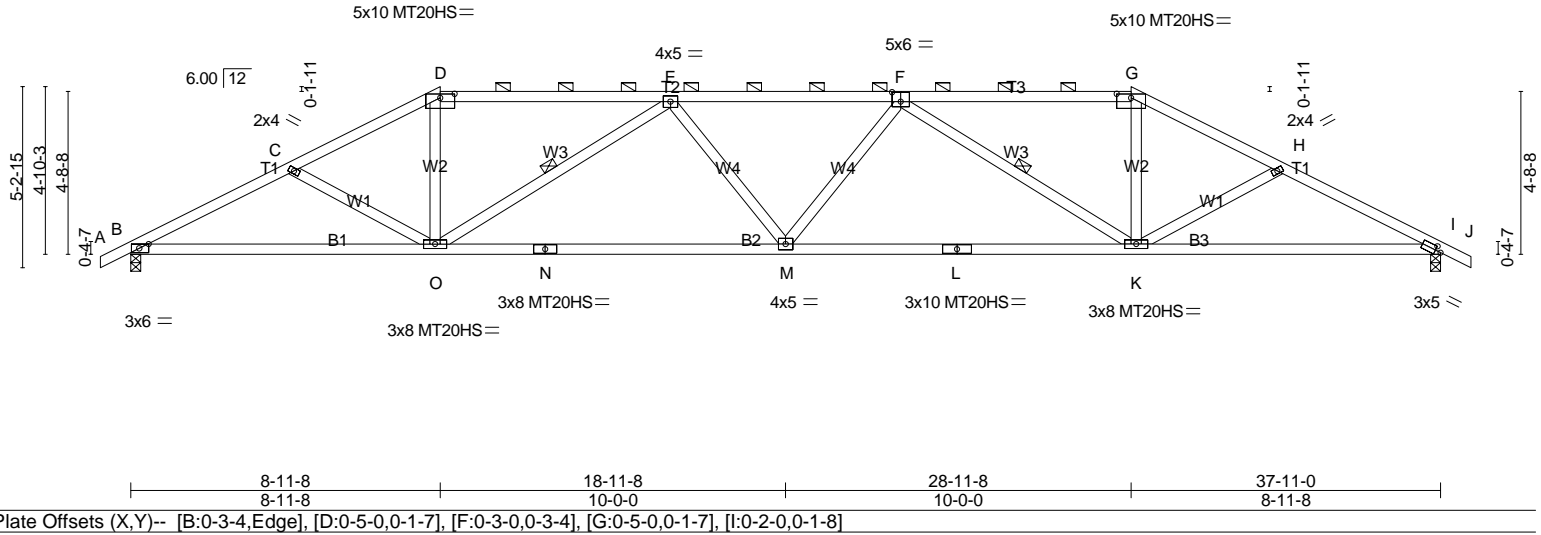 5x10 MT20HS=
5x10 MT20HS=
4x5 =
5x6 =
6.00 12
0-1-11
D
E
T2
F
T3
G
0-1-11
2x4
2x4
C
T1
H
T1
W3
W2
W4
W4
W3
W2
W1
W1
5-2-15
4-10-3
4-8-8
4-8-8
0-4-7
0-4-7
A
B
B1
B2
B3
I
J
O
N
M
L
K
3x6 =
3x8 MT20HS=
3x8 MT20HS=
4x5 =
3x10 MT20HS=
3x8 MT20HS=
3x5
8-11-8
18-11-8
28-11-8
37-11-0
8-11-8
10-0-0
10-0-0
8-11-8
Plate Offsets (X,Y)-- [B:0-3-4,Edge], [D:0-5-0,0-1-7], [F:0-3-0,0-3-4], [G:0-5-0,0-1-7], [I:0-2-0,0-1-8]